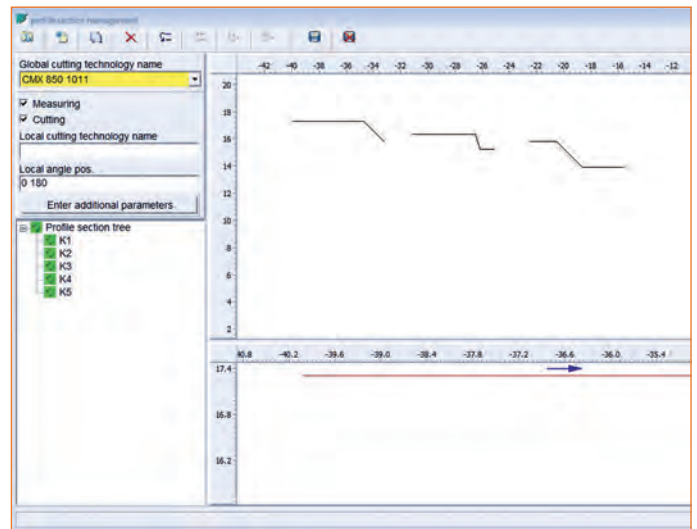 profile section management
Global cutting technology name
CMX 850 1011
Measuring
Cutting
Local cutting technology name
Local angle pos.
0 180
Enter additional parameters
Profile section tree
K1
K2
K3
K4
K5
-42 -40 -38 -36 -34 -32 -30 -28 -26 -24 -22 -20 -18 -16 -14 -12
20
18
16
14
12
10
8
6
4
2
-40.2 -39.6 -39.0 -38.4 -37.8 -37.2 -36.6 -36.0 -35.4
17.4
16.8
16.2